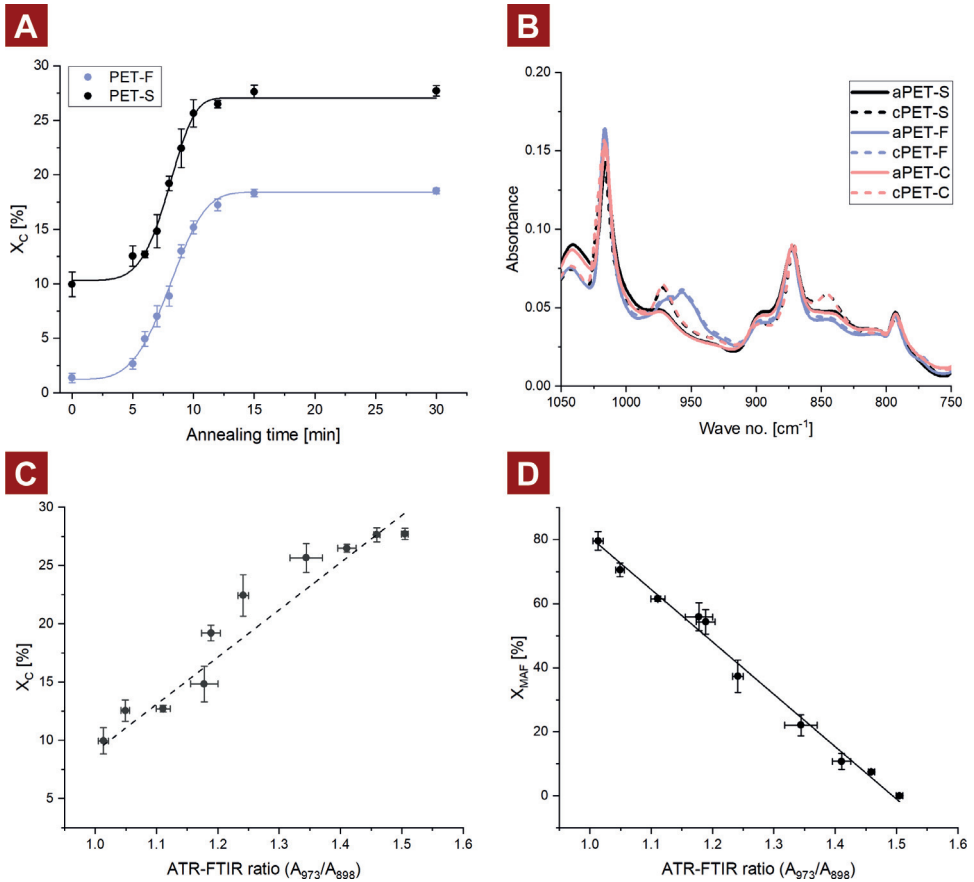 A
30
25
20
15
10
5
0
X_C [%]
PET-F
PET-S
0 5 10 15 20 25 30
Annealing time [min]
B
0.20
0.15
0.10
0.05
0.00
Absorbance
aPET-S
cPET-S
aPET-F
cPET-F
aPET-C
cPET-C
1050 1000 950 900 850 800 750
Wave no. [cm⁻¹]
C
30
25
20
15
10
5
X_C [%]
1.0 1.1 1.2 1.3 1.4 1.5 1.6
ATR-FTIR ratio (A₉₇₃/A₈₉₈)
D
80
60
40
20
0
X_MAF [%]
1.0 1.1 1.2 1.3 1.4 1.5 1.6
ATR-FTIR ratio (A₉₇₃/A₈₉₈)